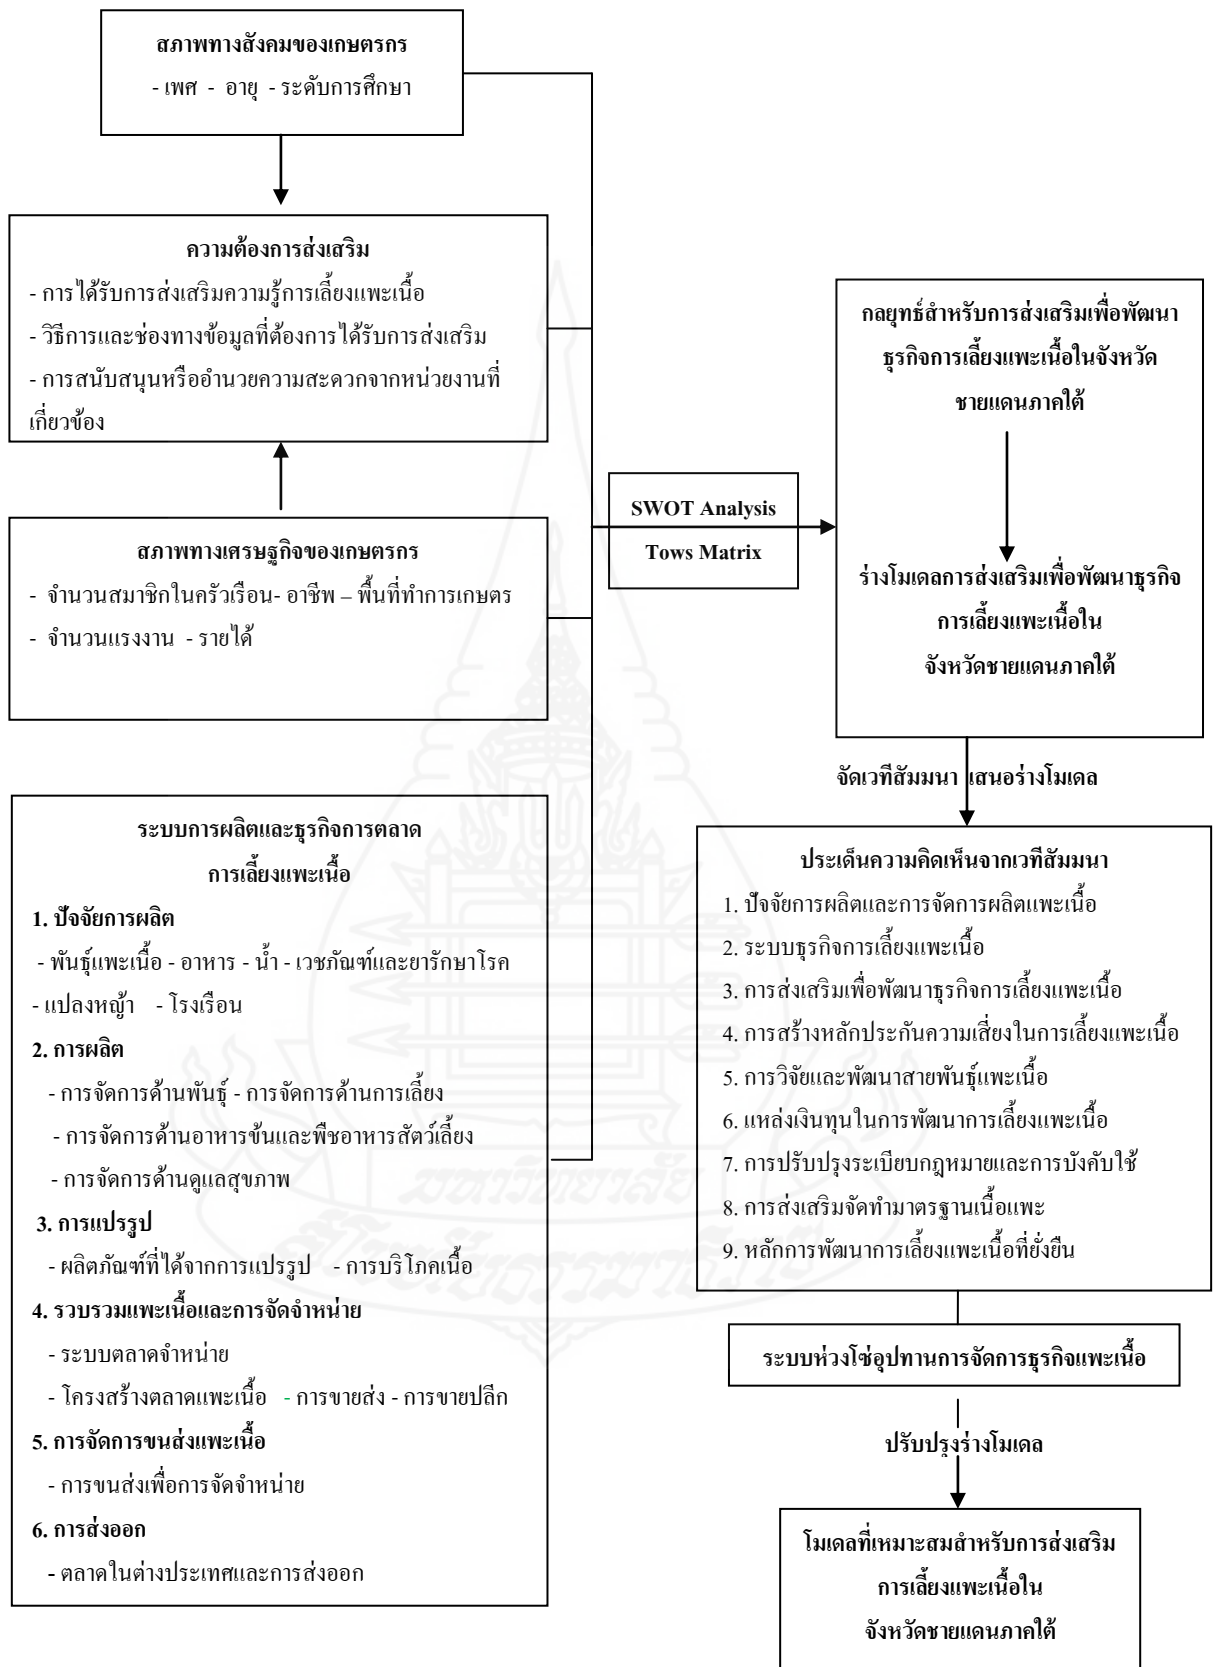 สภาพทางสังคมของเกษตรกร
- เพศ - อายุ - ระดับการศึกษา
ความต้องการส่งเสริม
- การได้รับการส่งเสริมความรู้การเลี้ยงแพะเนื้อ
- วิธีการและช่องทางข้อมูลที่ต้องการได้รับการส่งเสริม
- การสนับสนุนหรืออำนวยความสะดวกจากหน่วยงานที่
เกี่ยวข้อง
สภาพทางเศรษฐกิจของเกษตรกร
- จำนวนสมาชิกในครัวเรือน- อาชีพ – พื้นที่ทำการเกษตร
- จำนวนแรงงาน - รายได้
ระบบการผลิตและธุรกิจการตลาด
การเลี้ยงแพะเนื้อ
1. ปัจจัยการผลิต
- พันธุ์แพะเนื้อ - อาหาร - น้ำ - เวชภัณฑ์และยารักษาโรค
- แปลงหญ้า - โรงเรือน
2. การผลิต
- การจัดการด้านพันธุ์ - การจัดการด้านการเลี้ยง
- การจัดการด้านอาหารข้นและพืชอาหารสัตว์เลี้ยง
- การจัดการด้านดูแลสุขภาพ
3. การแปรรูป
- ผลิตภัณฑ์ที่ได้จากการแปรรูป - การบริโภคเนื้อ
4. รวบรวมแพะเนื้อและการจัดจำหน่าย
- ระบบตลาดจำหน่าย
- โครงสร้างตลาดแพะเนื้อ - การขายส่ง - การขายปลีก
5. การจัดการขนส่งแพะเนื้อ
- การขนส่งเพื่อการจัดจำหน่าย
6. การส่งออก
- ตลาดในต่างประเทศและการส่งออก
SWOT Analysis
Tows Matrix
กลยุทธ์สำหรับการส่งเสริมเพื่อพัฒนา
ธุรกิจการเลี้ยงแพะเนื้อในจังหวัด
ชายแดนภาคใต้
ร่างโมเดลการส่งเสริมเพื่อพัฒนาธุรกิจ
การเลี้ยงแพะเนื้อใน
จังหวัดชายแดนภาคใต้
จัดเวทีสัมมนา เสนอร่างโมเดล
ประเด็นความคิดเห็นจากเวทีสัมมนา
1. ปัจจัยการผลิตและการจัดการผลิตแพะเนื้อ
2. ระบบธุรกิจการเลี้ยงแพะเนื้อ
3. การส่งเสริมเพื่อพัฒนาธุรกิจการเลี้ยงแพะเนื้อ
4. การสร้างหลักประกันความเสี่ยงในการเลี้ยงแพะเนื้อ
5. การวิจัยและพัฒนาสายพันธุ์แพะเนื้อ
6. แหล่งเงินทุนในการพัฒนาการเลี้ยงแพะเนื้อ
7. การปรับปรุงระเบียบกฎหมายและการบังคับใช้
8. การส่งเสริมจัดทำมาตรฐานเนื้อแพะ
9. หลักการพัฒนาการเลี้ยงแพะเนื้อที่ยั่งยืน
ระบบห่วงโซ่อุปทานการจัดการธุรกิจแพะเนื้อ
ปรับปรุงร่างโมเดล
โมเดลที่เหมาะสมสำหรับการส่งเสริม
การเลี้ยงแพะเนื้อใน
จังหวัดชายแดนภาคใต้
มหาวิทยาลัย
สุโขทัยธรรมาธิราช